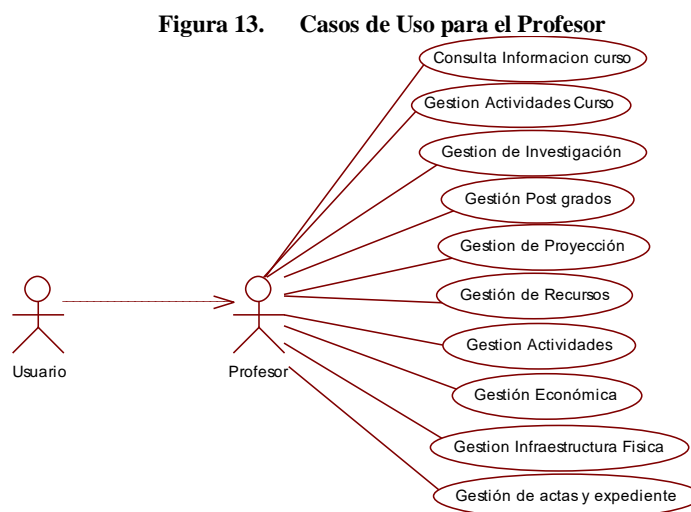 Figura 13. Casos de Uso para el Profesor
Consulta Informacion curso
Gestion Actividades Curso
Gestion de Investigación
Gestión Post grados
Gestion de Proyección
Gestión de Recursos
Gestion Actividades
Gestión Económica
Gestion Infraestructura Fisica
Gestión de actas y expediente
Usuario
Profesor